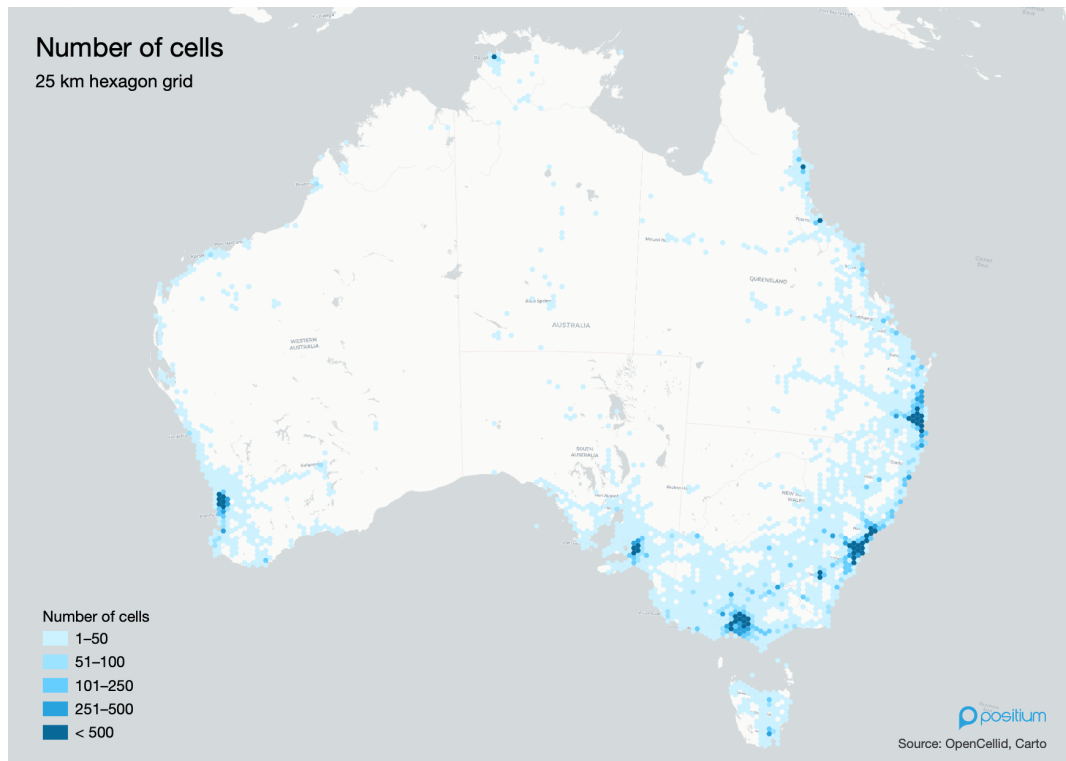 Number of cells
25 km hexagon grid
QUEENSLAND
AUSTRALIA
WESTERN
AUSTRALIA
SOUTH
AUSTRALIA
Number of cells
1–50
51–100
101–250
251–500
< 500
positium
Source: OpenCellid, Carto